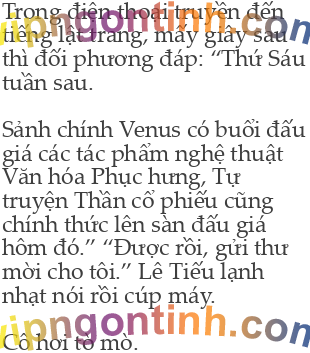 Trong điện thoại truyền đến
tiếng lật trang, mấy giây sau
thì đối phương đáp: “Thứ Sáu
tuần sau.
Sảnh chính Venus có buổi đấu
giá các tác phẩm nghệ thuật
Văn hóa Phục hưng, Tự
truyện Thần cổ phiếu cũng
chính thức lên sàn đấu giá
hôm đó.” “Được rồi, gửi thư
mời cho tôi.” Lê Tiếu lạnh
nhạt nói rồi cúp máy.
vipngontinh.com
Cô hơi tò mò.